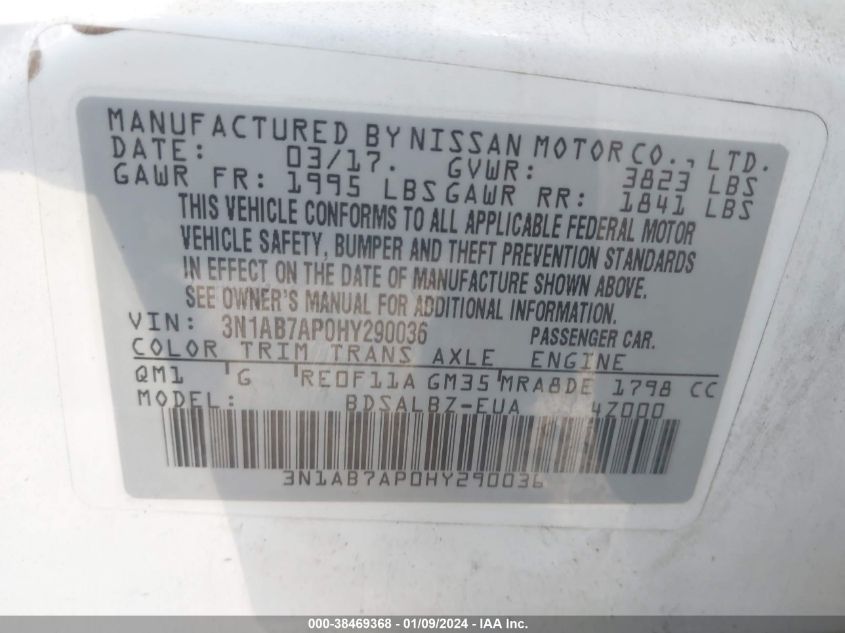 MANUFACTURED BY NISSAN MOTOR CO., LTD.
DATE: 03/17. GVWR: 3823 LBS
GAWR FR: 1995 LBS GAWR RR: 1841 LBS
THIS VEHICLE CONFORMS TO ALL APPLICABLE FEDERAL MOTOR
VEHICLE SAFETY, BUMPER AND THEFT PREVENTION STANDARDS
IN EFFECT ON THE DATE OF MANUFACTURE SHOWN ABOVE.
SEE OWNER'S MANUAL FOR ADDITIONAL INFORMATION.
VIN: 3N1AB7AP0HY290036 PASSENGER CAR.
COLOR TRIM TRANS AXLE ENGINE
QM1 G RE0F11A GM35 MRA8DE 1798 CC
MODEL: BDSALBZ-EUA 47000
3N1AB7AP0HY290036
000-38469368 - 01/09/2024 - IAAI Inc.